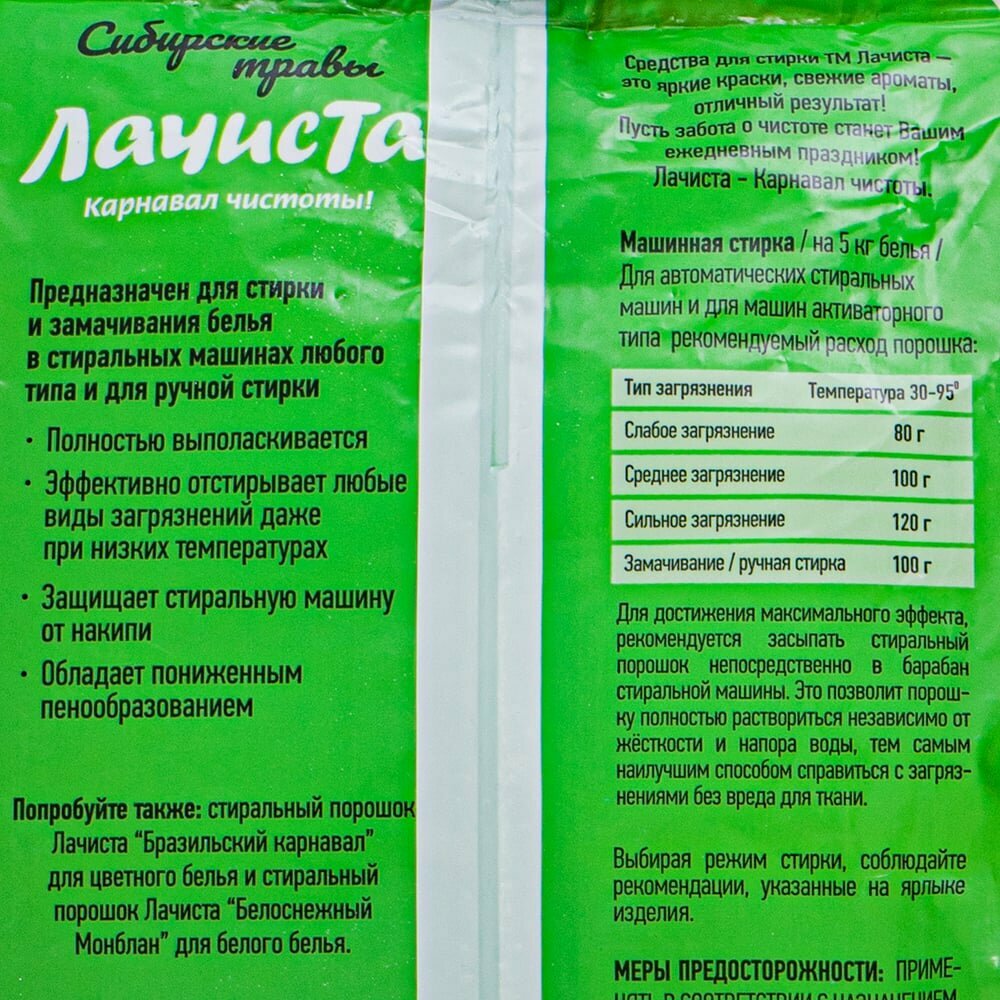 Сибирские
травы
Лачиста
Карнавал чистоты!
Предназначен для стирки
и замачивания белья
в стиральных машинах любого
типа и для ручной стирки
· Полностью выполаскивается
· Эффективно отстирывает любые
виды загрязнений даже
при низких температурах
· Защищает стиральную машину
от накипи
· Обладает пониженным
пенообразованием
Попробуйте также: стиральный порошок
Лачиста “Бразильский карнавал”
для цветного белья и стиральный
порошок Лачиста “Белоснежный
Монблан” для белого белья.
Средства для стирки ТМ Лачиста –
это яркие краски, свежие ароматы,
отличный результат!
Пусть забота о чистоте станет Вашим
ежедневным праздником!
Лачиста – Карнавал чистоты.
Машинная стирка / на 5 кг белья /
Для автоматических стиральных
машин и для машин активаторного
типа рекомендуемый расход порошка:
Тип загрязнения Температура 30-95⁰
Слабое загрязнение 80 г
Среднее загрязнение 100 г
Сильное загрязнение 120 г
Замачивание / ручная стирка 100 г
Для достижения максимального эффекта,
рекомендуется засыпать стиральный
порошок непосредственно в барабан
стиральной машины. Это позволит порош-
ку полностью раствориться независимо от
жёсткости и напора воды, тем самым
наилучшим способом справиться с загряз-
нениями без вреда для ткани.
Выбирая режим стирки, соблюдайте
рекомендации, указанные на ярлыке
изделия.
МЕРЫ ПРЕДОСТОРОЖНОСТИ: ПРИМЕ-
НЯТЬ В СООТВЕТСТВИИ С НАЗНАЧЕНИЕМ